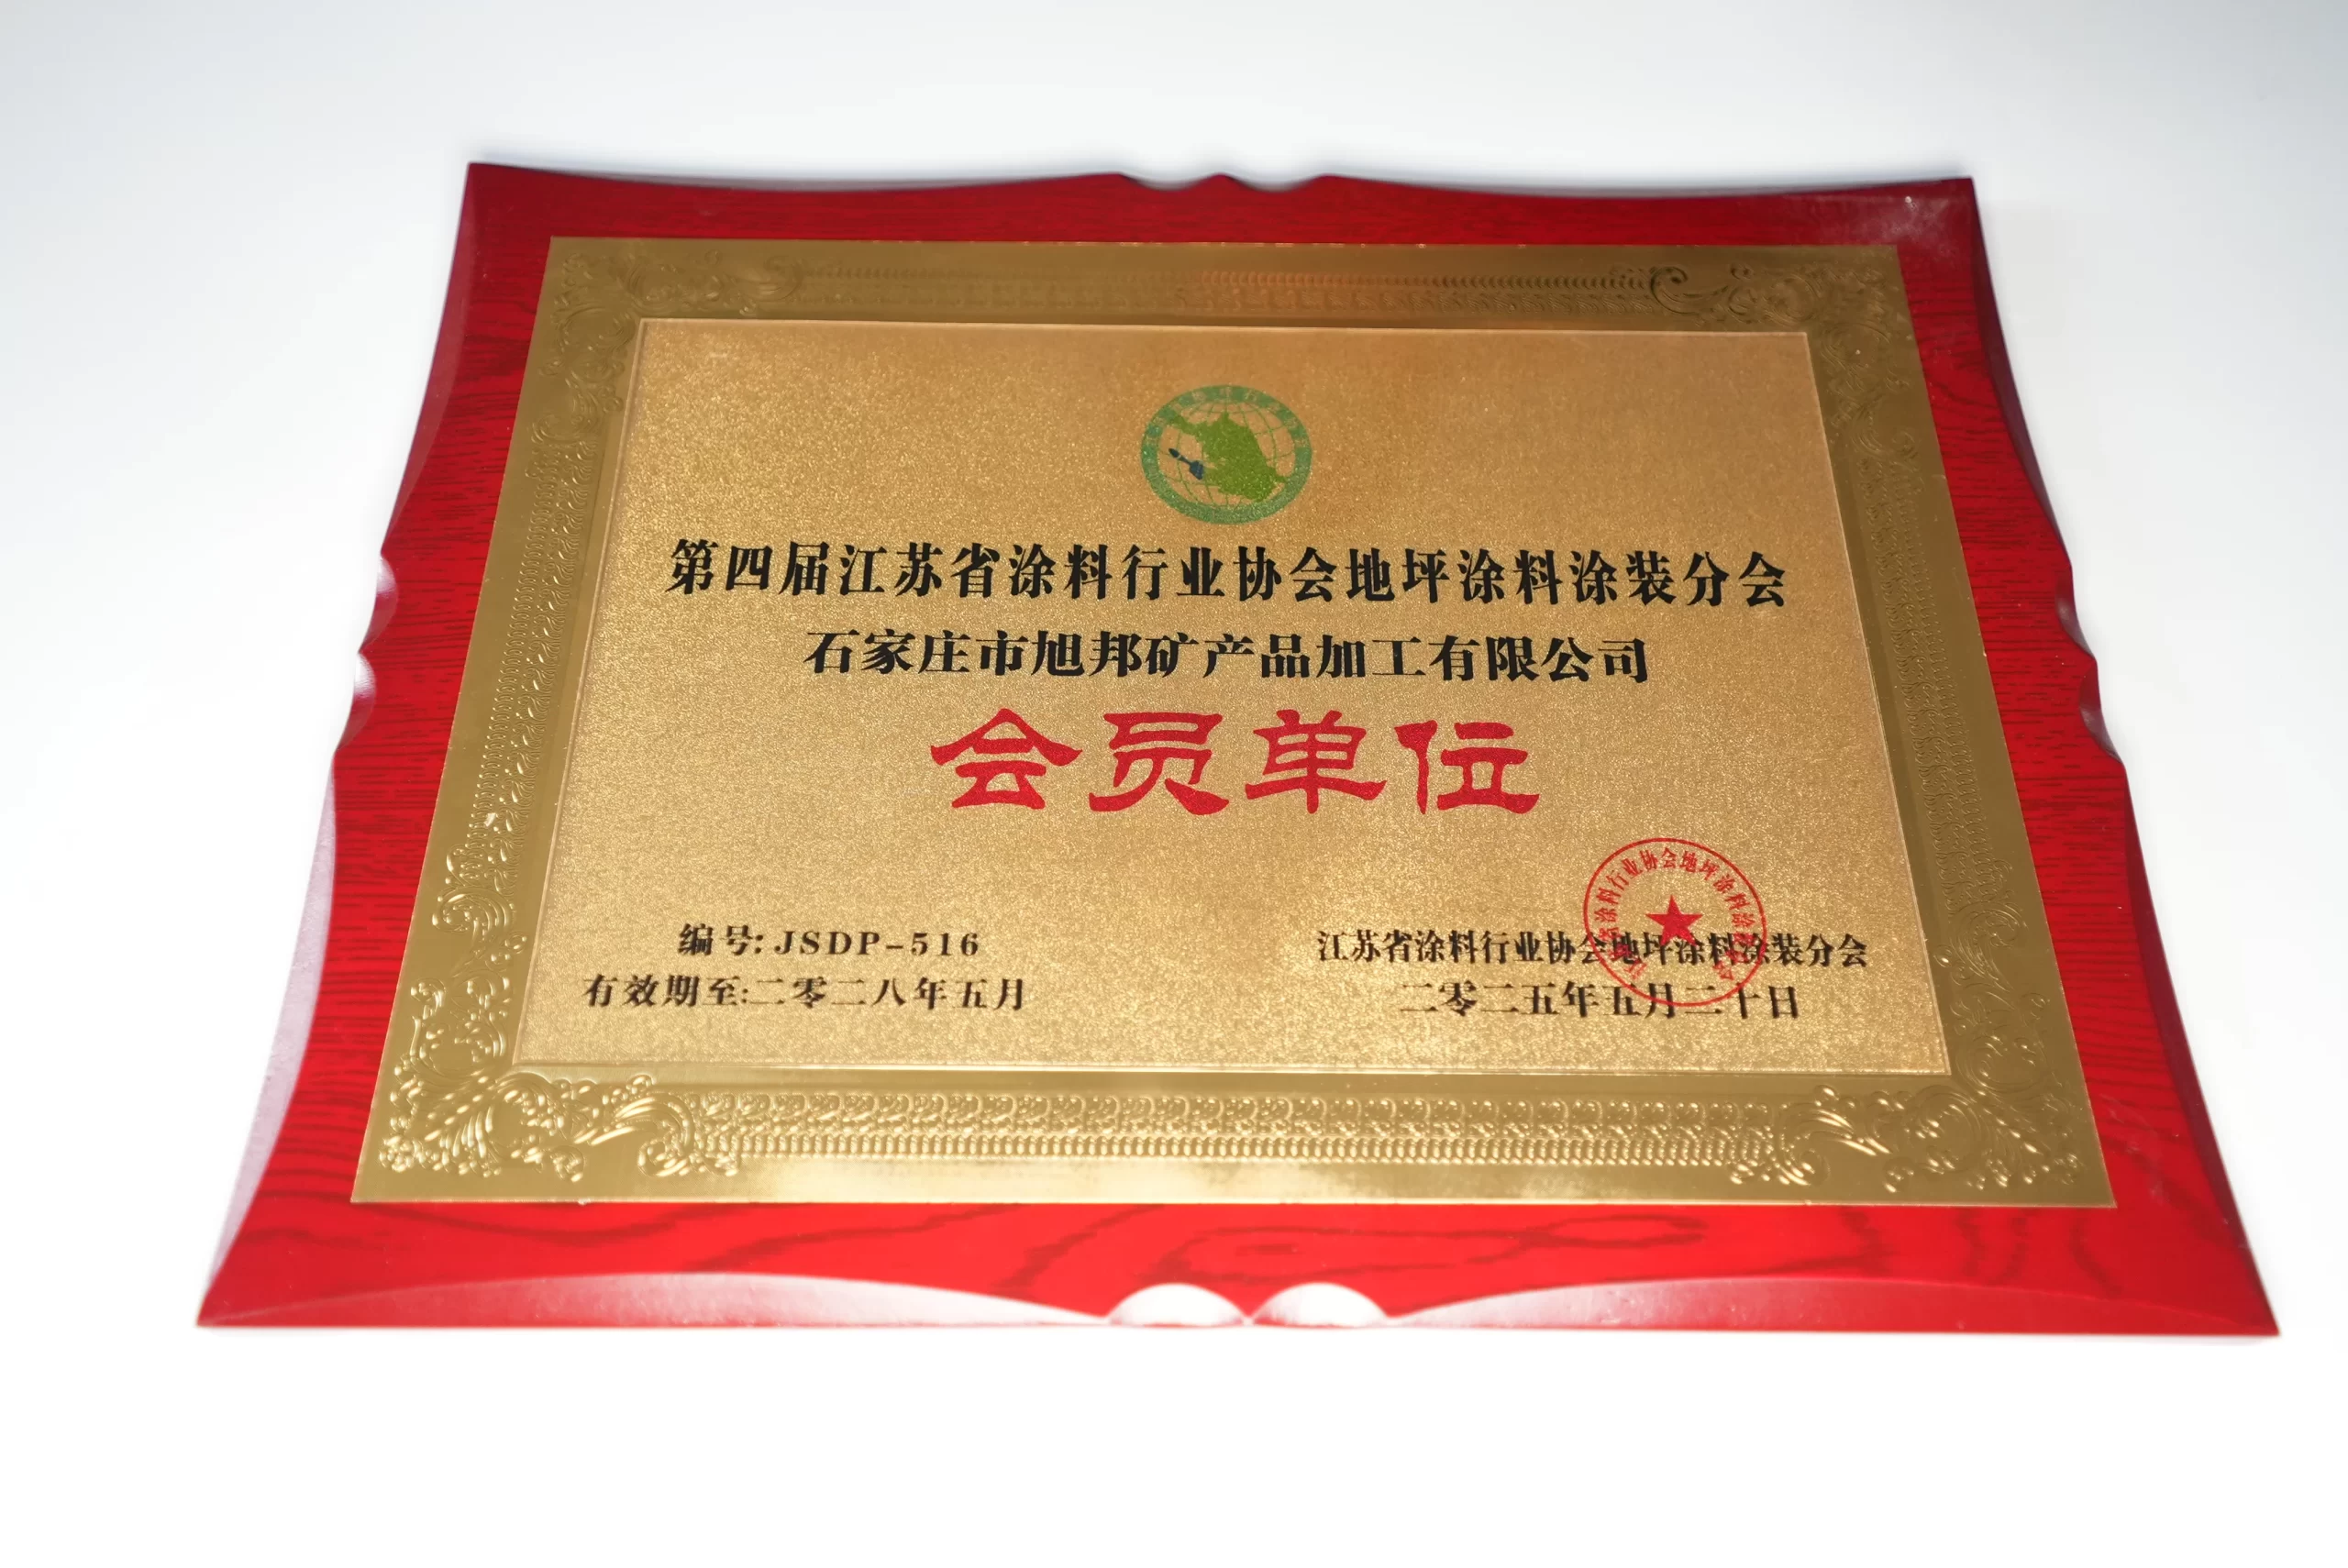 第四届江苏省涂料行业协会地坪涂料涂装分会
石家庄市旭邦矿产品加工有限公司
会员单位
编号:JSDP-516
有效期至:二零二八年五月
江苏省涂料行业协会地坪涂料涂装分会
二零二五年五月二十日